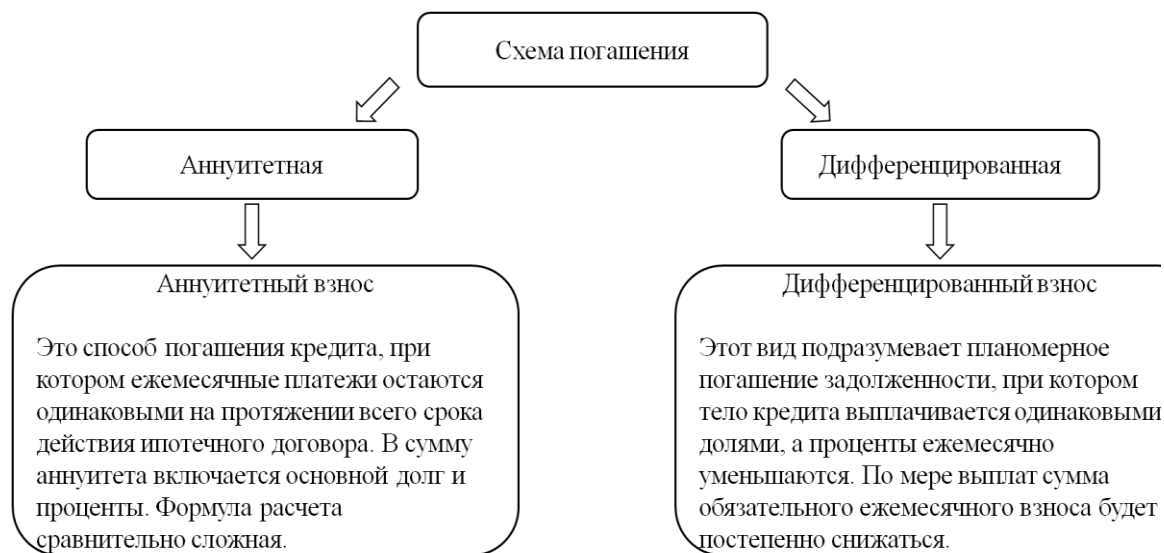 Схема погашения
Аннуитетная
Дифференцированная
Аннуитетный взнос
Это способ погашения кредита, при
котором ежемесячные платежи остаются
одинаковыми на протяжении всего срока
действия ипотечного договора. В сумму
аннуитета включается основной долг и
проценты. Формула расчета
сравнительно сложная.
Дифференцированный взнос
Этот вид подразумевает планомерное
погашение задолженности, при котором
тело кредита выплачивается одинаковыми
долями, а проценты ежемесячно
уменьшаются. По мере выплат сумма
обязательного ежемесячного взноса будет
постепенно снижаться.